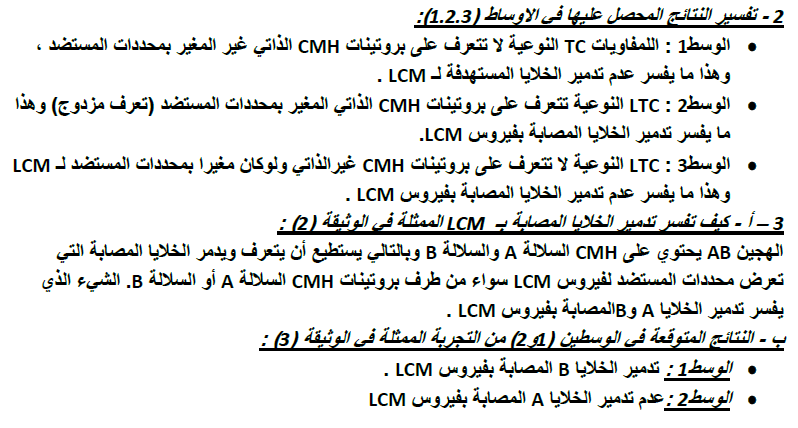 2 - تفسير النتائج المحصل عليها في الاوساط (1.2.3):
• الوسط1 : اللمفاويات TC النوعية لا تتعرف على بروتينات CMH الذاتي غير المغير بمحددات المستضد ،
وهذا ما يفسر عدم تدمير الخلايا المستهدفة لـ LCM .
• الوسط2 : LTC النوعية تتعرف على بروتينات CMH الذاتي المغير بمحددات المستضد (تعرف مزدوج) وهذا
ما يفسر تدمير الخلايا المصابة بفيروس LCM.
• الوسط3 : LTC النوعية لا تتعرف على بروتينات CMH غيرالذاتي ولوكان مغيرا بمحددات المستضد لـ LCM
وهذا ما يفسر عدم تدمير الخلايا المصابة بفيروس LCM .
3 – أ - كيف تفسر تدمير الخلايا المصابة بـ LCM الممثلة في الوثيقة (2) :
الهجين AB يحتوي على CMH السلالة A والسلالة B وبالتالي يستطيع أن يتعرف ويدمر الخلايا المصابة التي
تعرض محددات المستضد لفيروس LCM سواء من طرف بروتينات CMH السلالة A أو السلالة B. الشيء الذي
يفسر تدمير الخلايا A وBالمصابة بفيروس LCM .
ب - النتائج المتوقعة في الوسطين (1و2) من التجربة الممثلة في الوثيقة (3) :
• الوسط1 : تدمير الخلايا B المصابة بفيروس LCM .
• الوسط2 :عدم تدمير الخلايا A المصابة بفيروس LCM